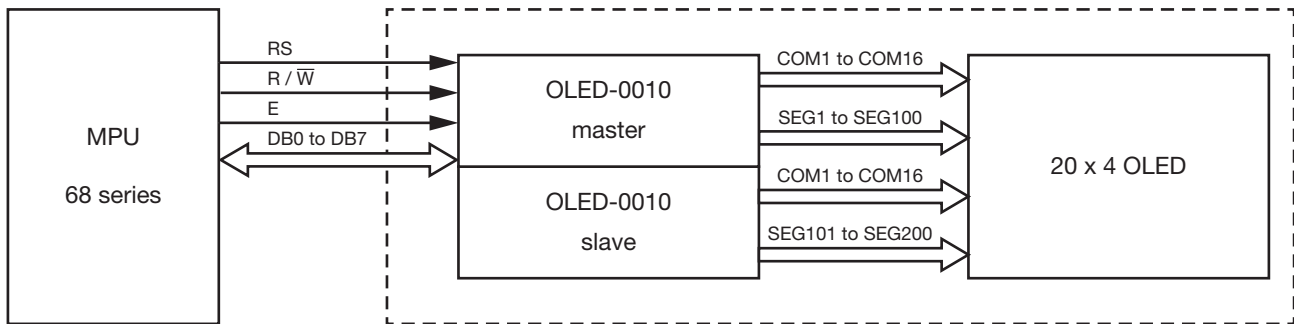 MPU
68 series
RS
R / W̅
E
DB0 to DB7
OLED-0010
master
OLED-0010
slave
COM1 to COM16
SEG1 to SEG100
COM1 to COM16
SEG101 to SEG200
20 x 4 OLED